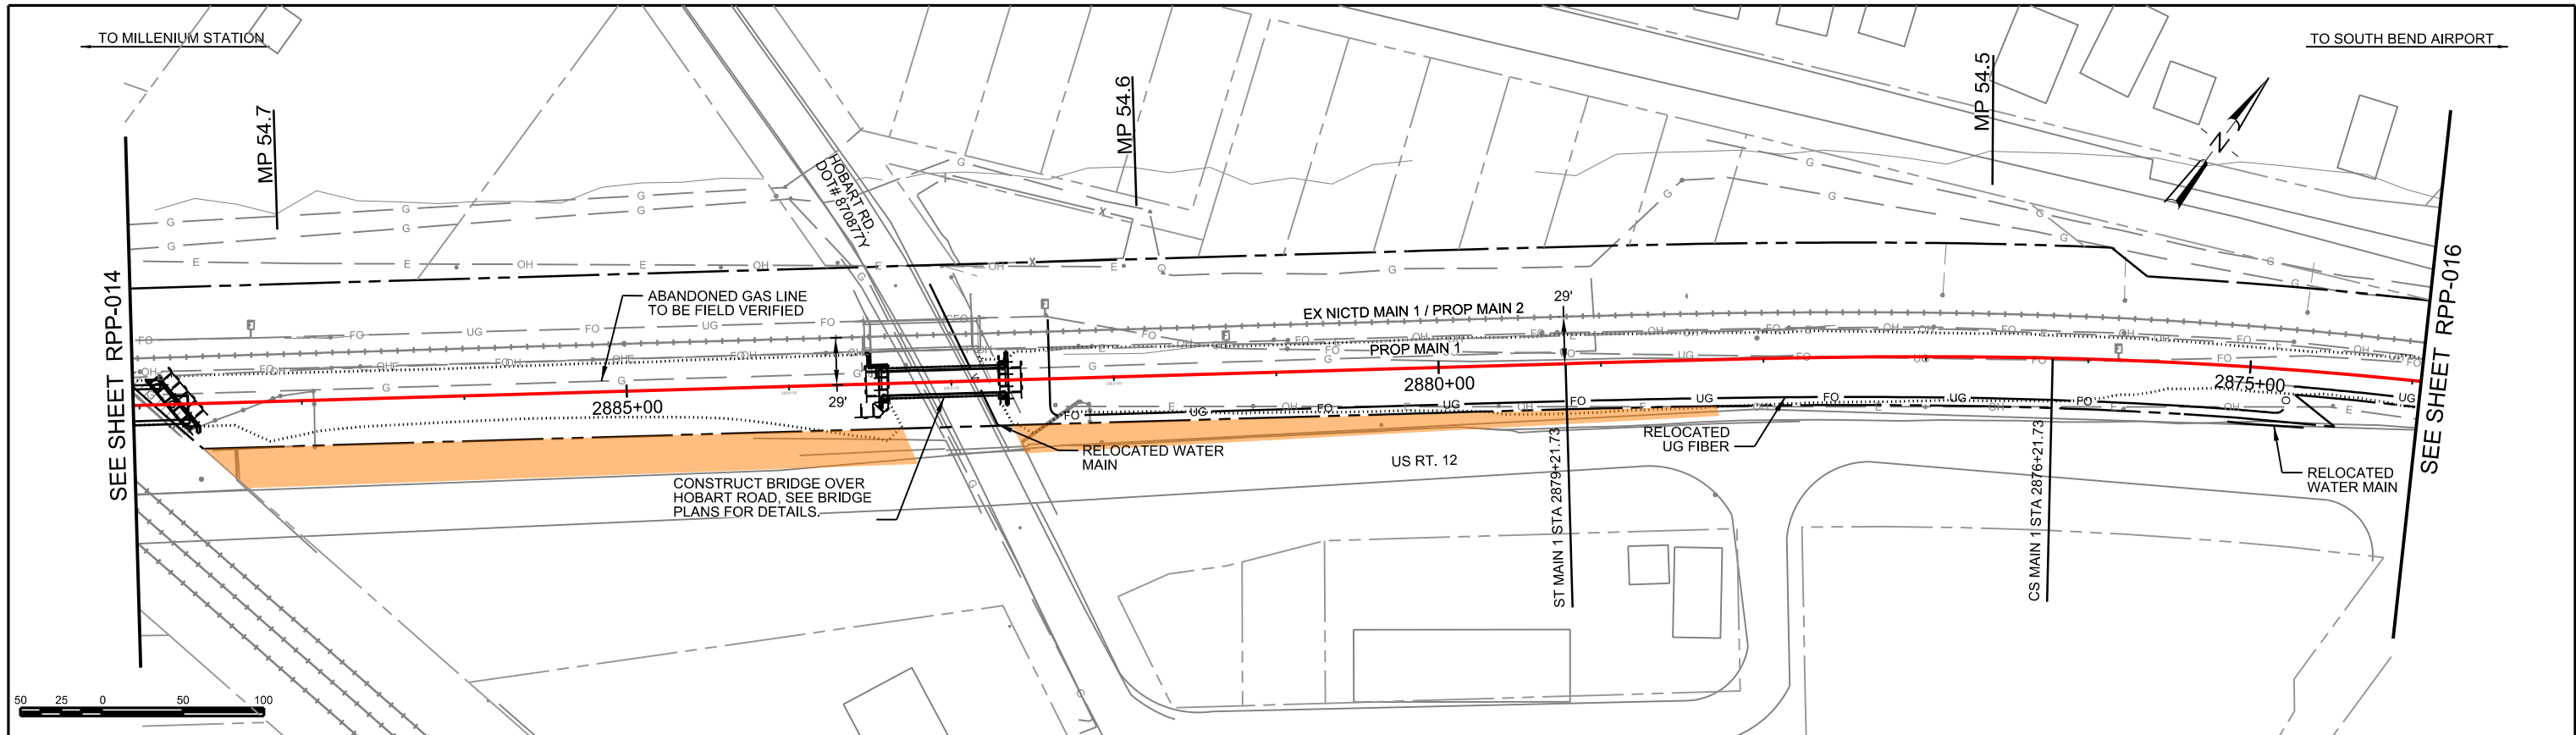 TO MILLENIUM STATION
TO SOUTH BEND AIRPORT
MP 54.7
MP 54.6
MP 54.5
N
HOBART RD.
DOT# 870877Y
SEE SHEET RPP-014
SEE SHEET RPP-016
ABANDONED GAS LINE
TO BE FIELD VERIFIED
EX NICTD MAIN 1 / PROP MAIN 2
29'
PROP MAIN 1
29'
2885+00
2880+00
2875+00
RELOCATED WATER
MAIN
RELOCATED
UG FIBER
US RT. 12
CONSTRUCT BRIDGE OVER
HOBART ROAD, SEE BRIDGE
PLANS FOR DETAILS.
RELOCATED
WATER MAIN
ST MAIN 1 STA 2879+21.73
CS MAIN 1 STA 2876+21.73
50 25 0 50 100